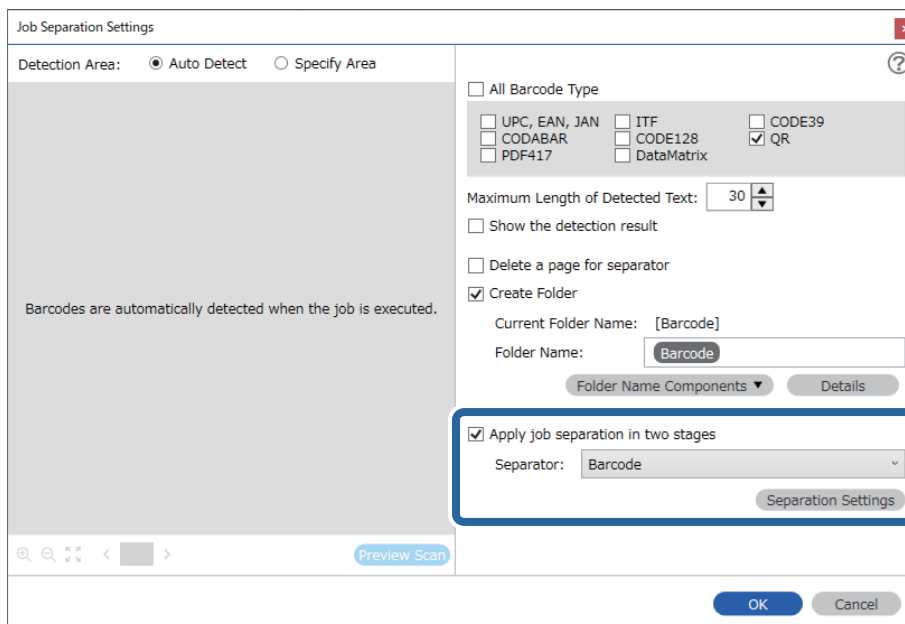 Job Separation Settings
Detection Area: Auto Detect Specify Area
All Barcode Type
UPC, EAN, JAN ITF CODE39
CODABAR CODE128 QR
PDF417 DataMatrix
Maximum Length of Detected Text: 30
Show the detection result
Delete a page for separator
Create Folder
Barcodes are automatically detected when the job is executed.
Current Folder Name: [Barcode]
Folder Name: Barcode
Folder Name Components Details
Apply job separation in two stages
Separator: Barcode
Separation Settings
Preview Scan
OK Cancel